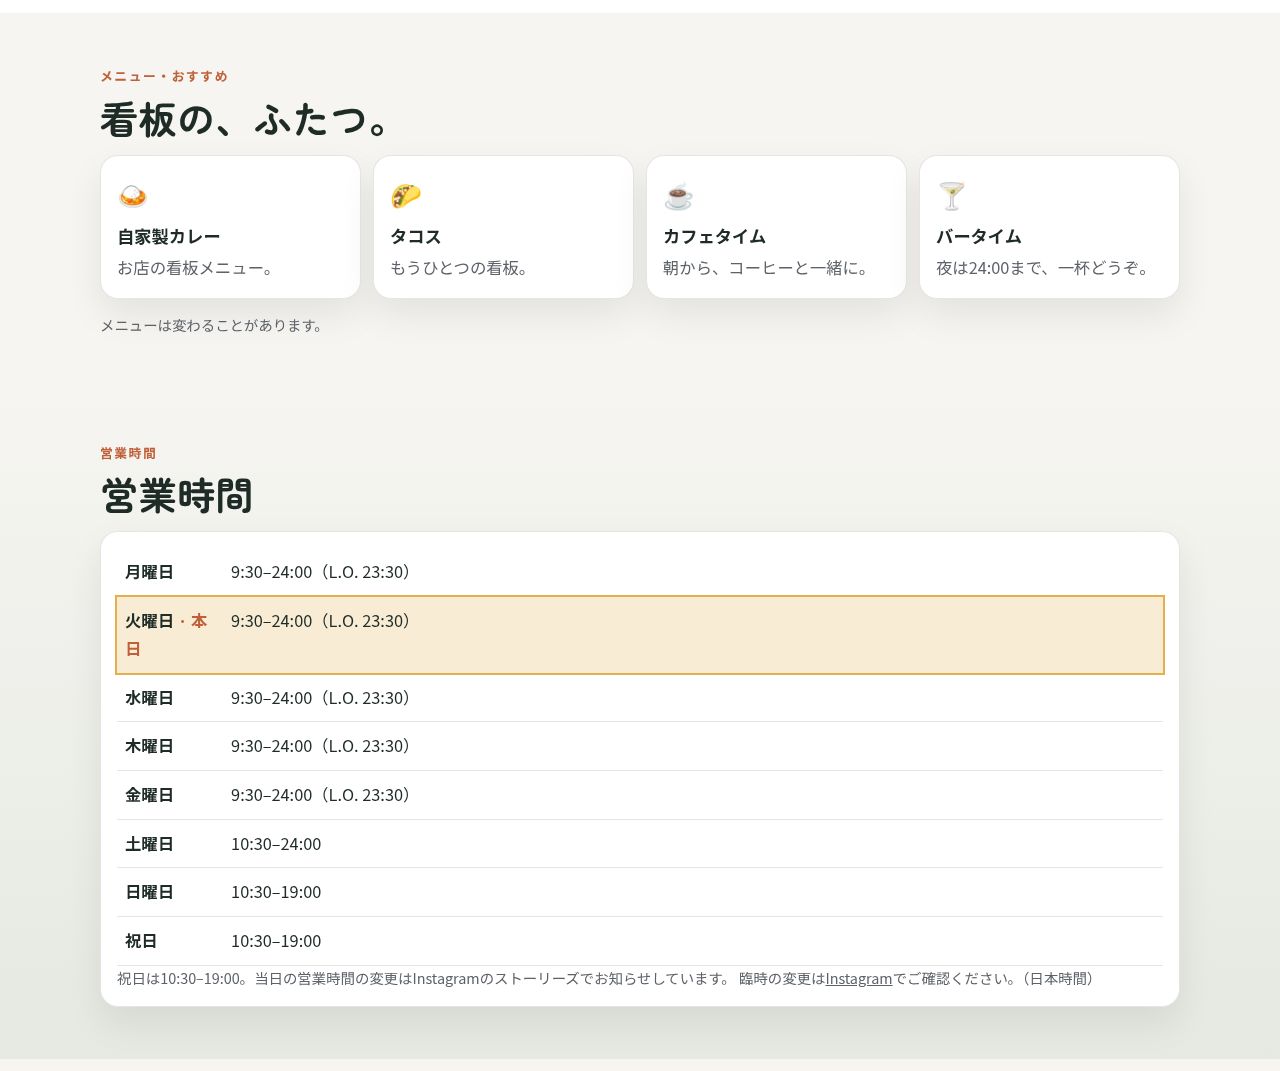 メニュー・おすすめ
看板の、ふたつ。
自家製カレー
お店の看板メニュー。
タコス
もうひとつの看板。
カフェタイム
朝から、コーヒーと一緒に。
バータイム
夜は24:00まで、一杯どうぞ。
メニューは変わることがあります。
営業時間
営業時間
月曜日 9:30–24:00（L.O. 23:30）
火曜日 · 本 9:30–24:00（L.O. 23:30）
日
水曜日 9:30–24:00（L.O. 23:30）
木曜日 9:30–24:00（L.O. 23:30）
金曜日 9:30–24:00（L.O. 23:30）
土曜日 10:30–24:00
日曜日 10:30–19:00
祝日 10:30–19:00
祝日は10:30–19:00。当日の営業時間の変更はInstagramのストーリーズでお知らせしています。 臨時の変更はInstagramでご確認ください。（日本時間）